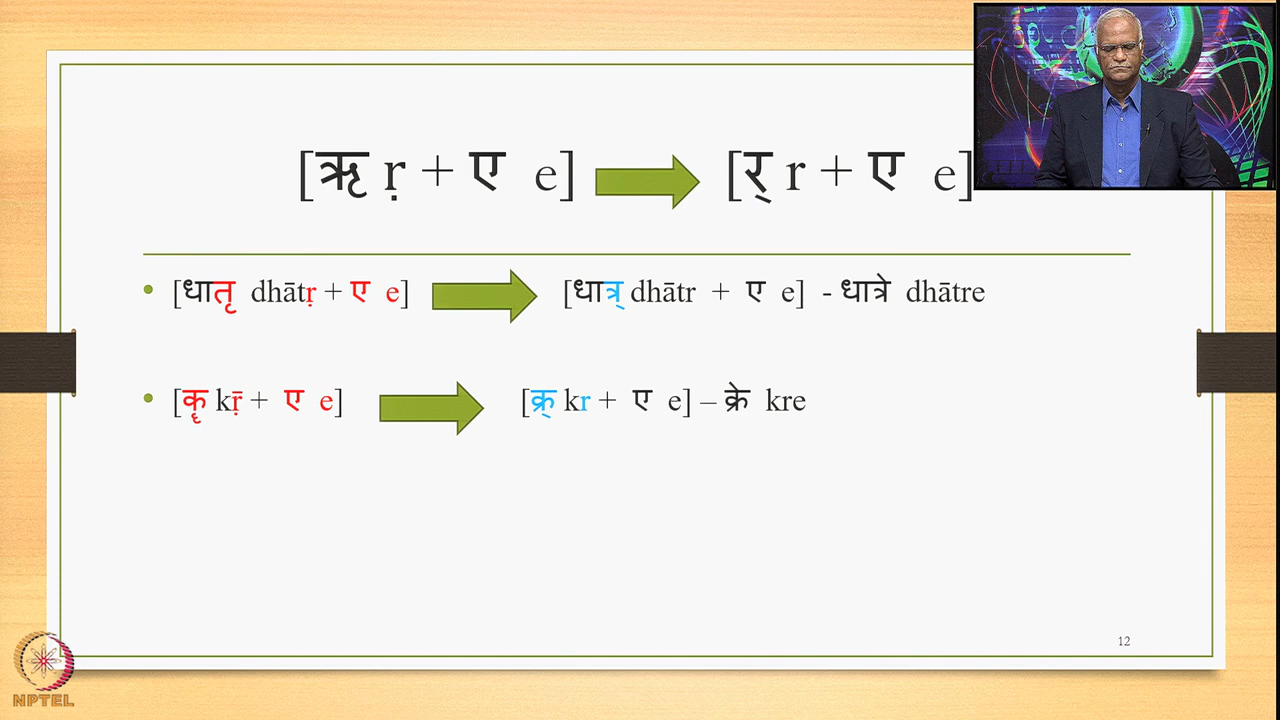 [ऋ ṛ + ए e] [र् r + ए e]
• [धातृ dhātṛ + ए e] [धात्र् dhātr + ए e] - धात्रे dhātre
• [कॄ kṝ + ए e] [क्र् kr + ए e] – क्रे kre
12
NPTEL